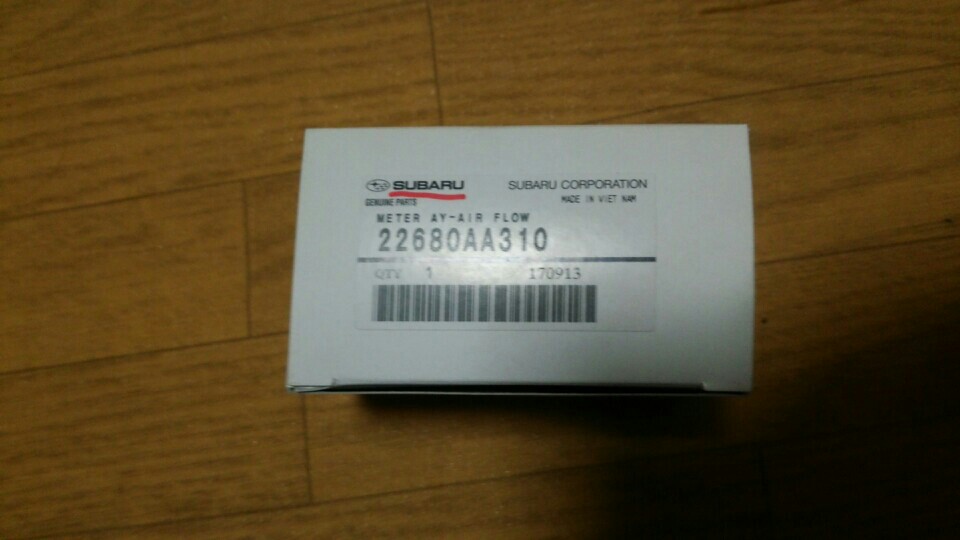 SUBARU SUBARU CORPORATION
GENUINE PARTS MADE IN VIET NAM
METER AY-AIR FLOW
22680AA310
QTY 1 170913